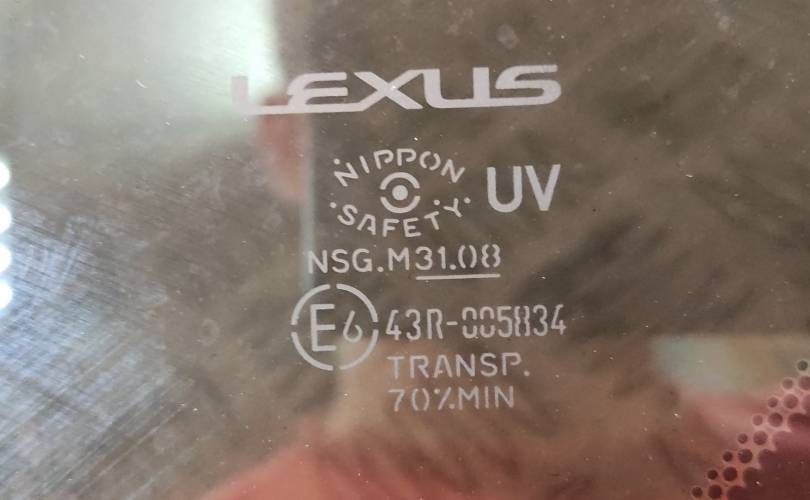 LEXUS
NIPPON
SAFETY
UV
NSG.M31.08
E6 43R-005834
TRANSP.
70%MIN